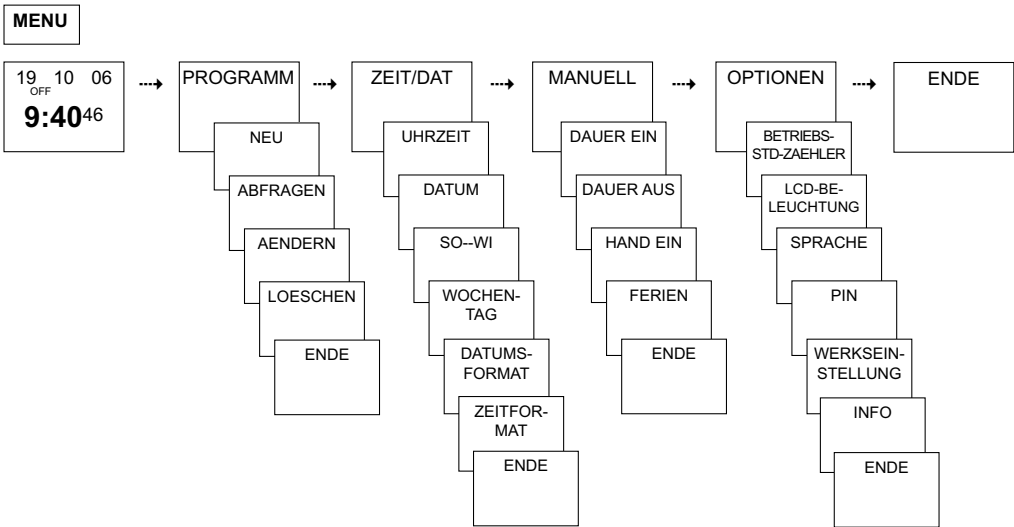 MENU
19 10 06
OFF
9:40 46
PROGRAMM
NEU
ABFRAGEN
AENDERN
LOESCHEN
ENDE
ZEIT/DAT
UHRZEIT
DATUM
SO--WI
WOCHEN-
TAG
DATUMS-
FORMAT
ZEITFOR-
MAT
ENDE
MANUELL
DAUER EIN
DAUER AUS
HAND EIN
FERIEN
ENDE
OPTIONEN
BETRIEBS-
STD-ZAEHLER
LCD-BE-
LEUCHTUNG
SPRACHE
PIN
WERKSEIN-
STELLUNG
INFO
ENDE
ENDE